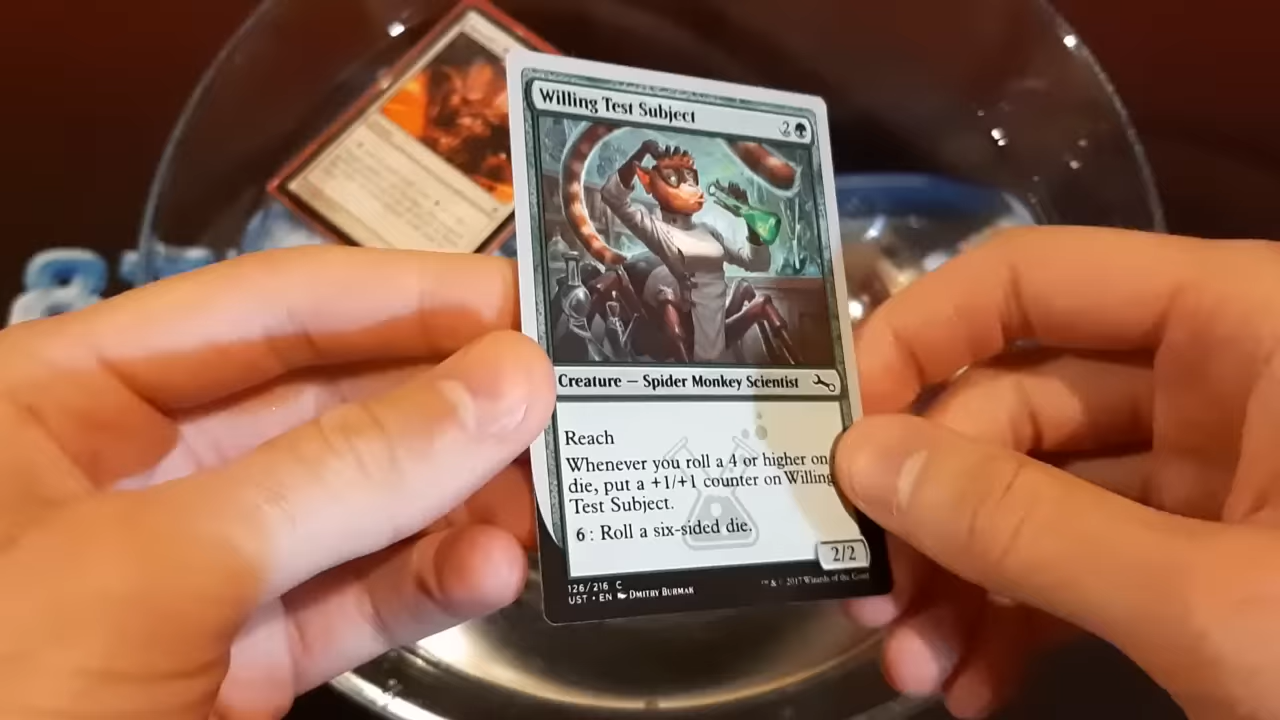 Willing Test Subject
2
Creature — Spider Monkey Scientist
Reach
Whenever you roll a 4 or higher on
die, put a +1/+1 counter on Willing
Test Subject.
6: Roll a six-sided die.
2/2
126/216 C
UST • EN Dmitry Burmak
™ & © 2017 Wizards of the Coast